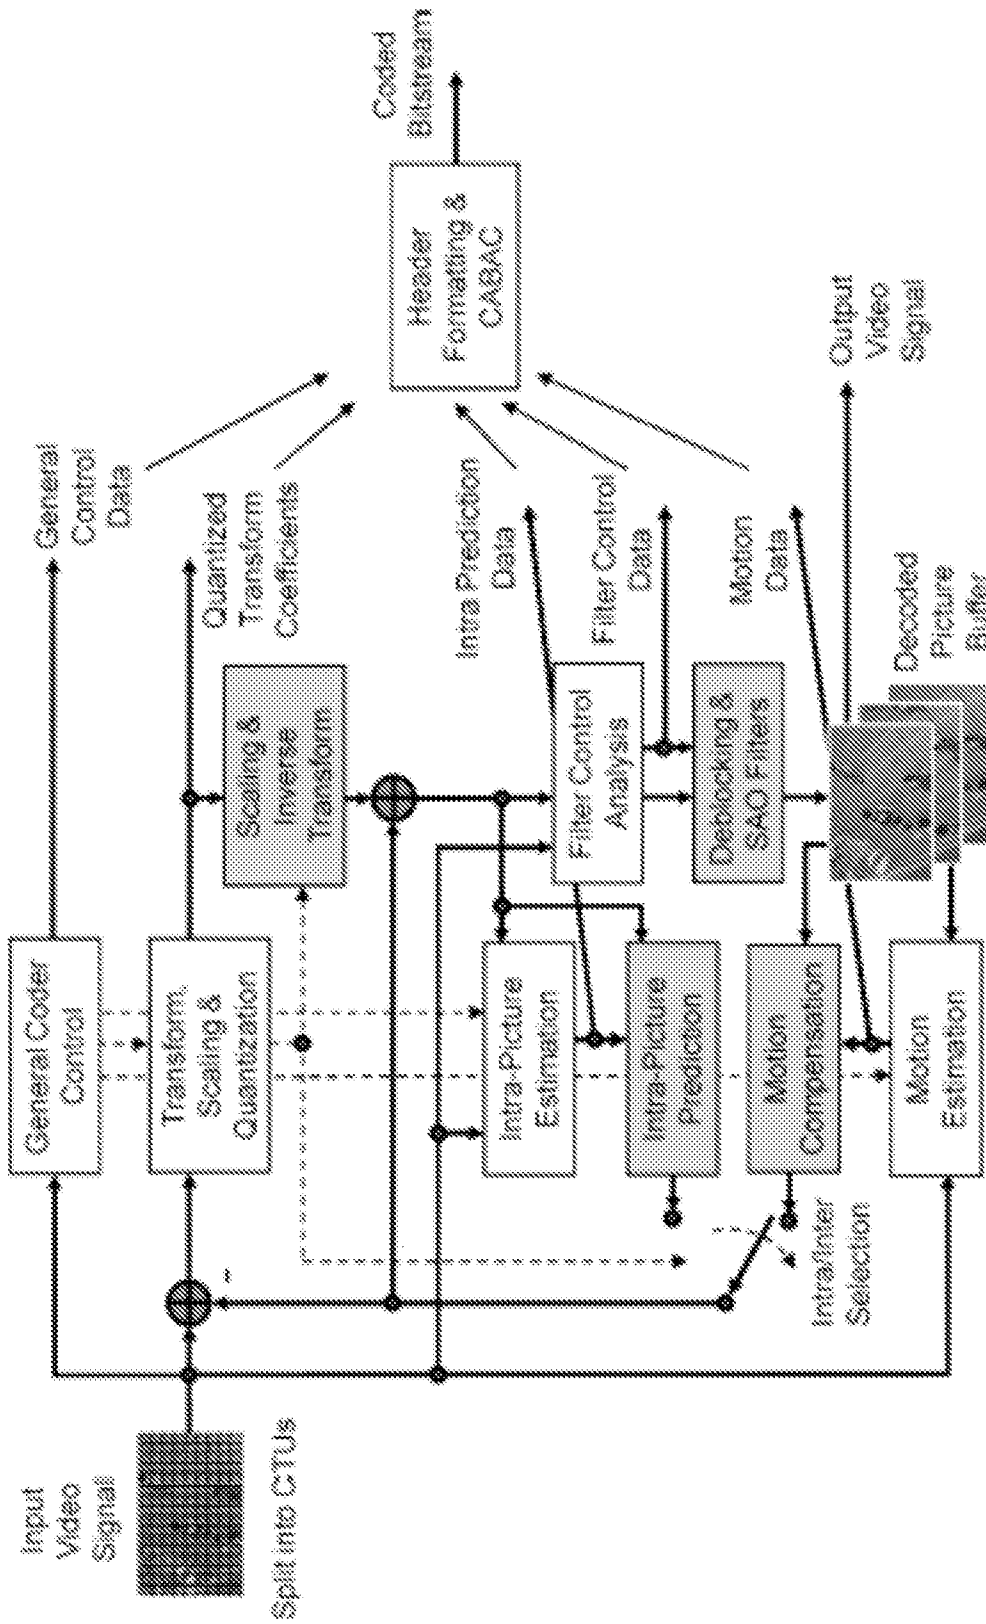 Input
Video
Signal
Split into CTUs
General Coder
Control
Transform,
Scaling &
Quantization
Scaling &
Inverse
Transform
Intra-Picture
Estimation
Intra-Picture
Prediction
Motion
Compensation
Motion
Estimation
Intra/Inter
Selection
-
Filter Control
Analysis
Deblocking &
SAO Filters
Decoded
Picture
Buffer
General
Control
Data
Quantized
Transform
Coefficients
Intra Prediction
Data
Filter Control
Data
Motion
Data
Output
Video
Signal
Header
Formatting &
CABAC
Coded
Bitstream